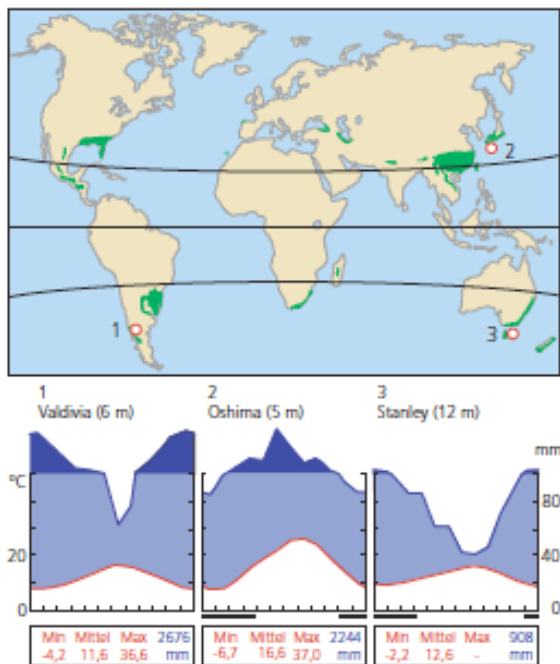 1
2
3
1 2 3
Valdivia (6 m) Oshima (5 m) Stanley (12 m)
°C mm
80
20 40
0 0
Min Mittel Max 2676 Min Mittel Max 2244 Min Mittel Max 908
-4,2 11,6 36,6 mm -6,7 16,6 37,0 mm -2,2 12,6 - mm